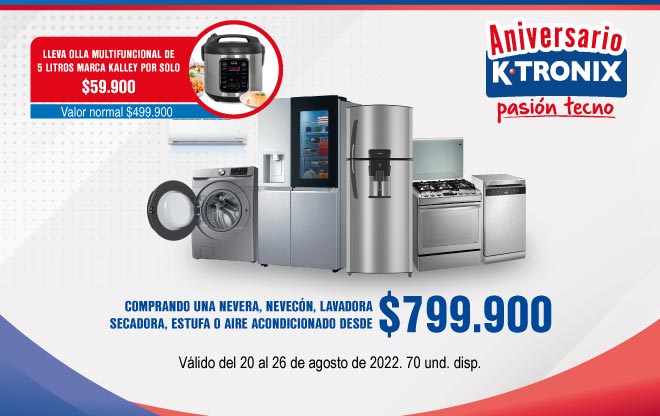 LLEVA OLLA MULTIFUNCIONAL DE
5 LITROS MARCA KALLEY POR SOLO
$59.900
Valor normal $499.900
Aniversario
K·TRONIX
pasión tecno
COMPRANDO UNA NEVERA, NEVECÓN, LAVADORA
SECADORA, ESTUFA O AIRE ACONDICIONADO DESDE
$799.900
Válido del 20 al 26 de agosto de 2022. 70 und. disp.